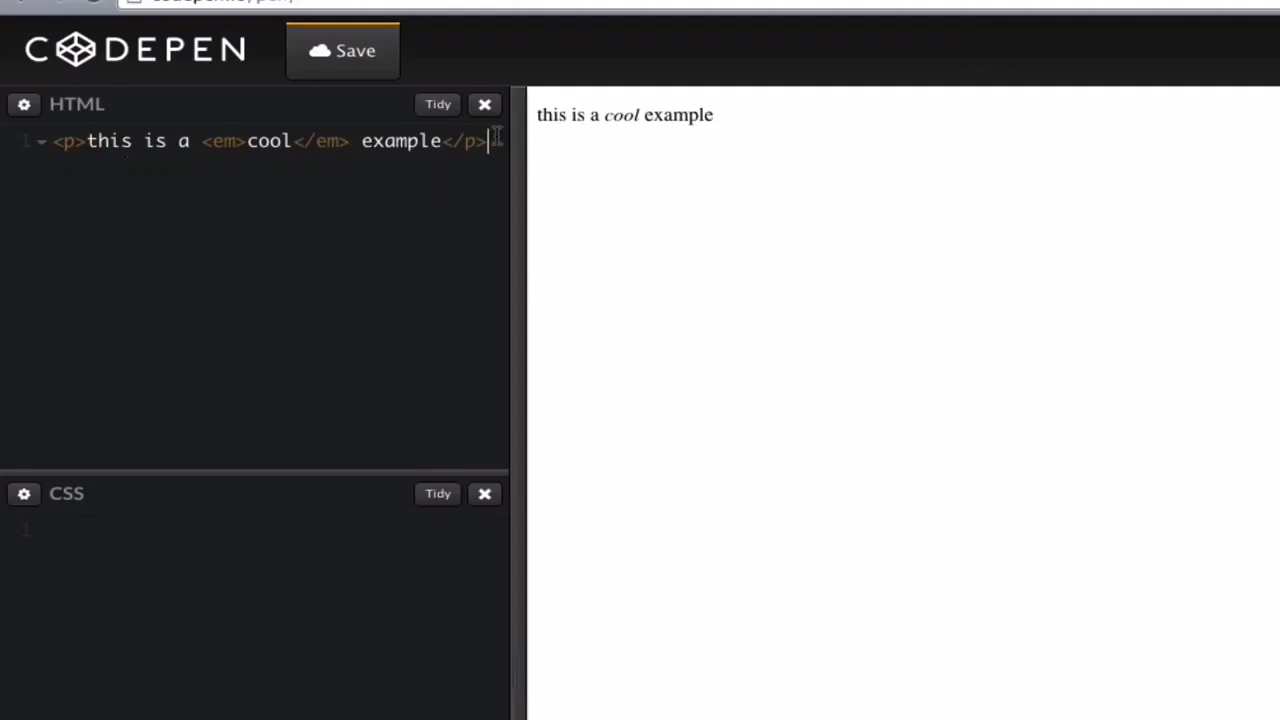 CODEPEN
Save
HTML
Tidy
1 <p>this is a <em>cool</em> example</p>
this is a cool example
CSS
Tidy
1